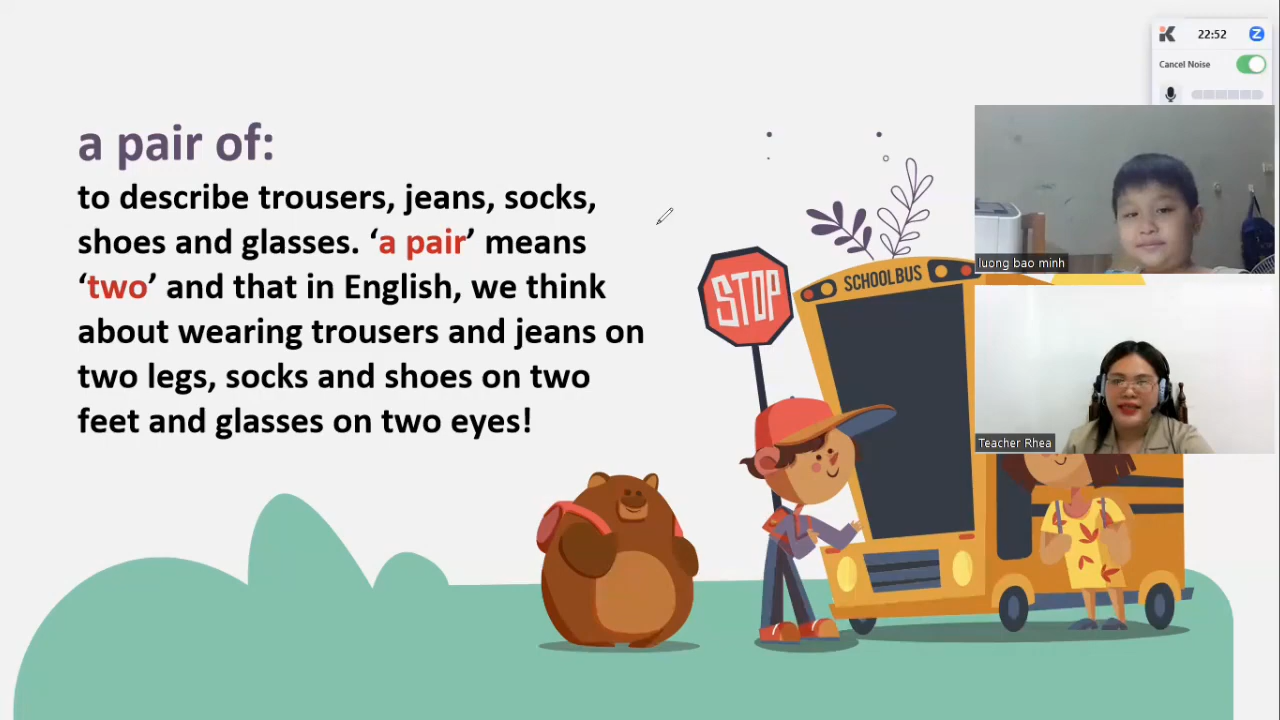 22:52
Cancel Noise
a pair of:
to describe trousers, jeans, socks,
shoes and glasses. ‘a pair’ means
‘two’ and that in English, we think
about wearing trousers and jeans on
two legs, socks and shoes on two
feet and glasses on two eyes!
STOP
SCHOOLBUS
luong bao minh
Teacher Rhea